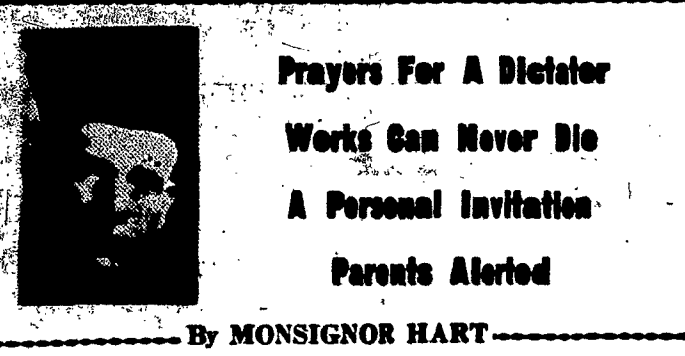 Prayers For A Dictator
Works Can Never Die
A Personal Invitation
Parents Alerted
By MONSIGNOR HART